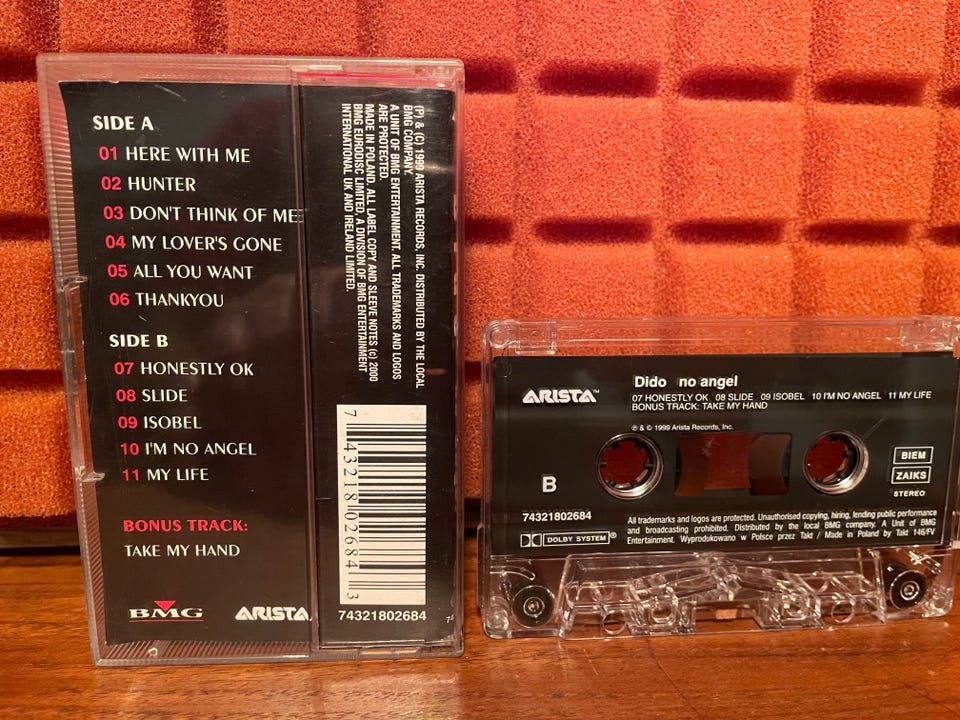 SIDE A
01 HERE WITH ME
02 HUNTER
03 DON'T THINK OF ME
04 MY LOVER'S GONE
05 ALL YOU WANT
06 THANKYOU
SIDE B
07 HONESTLY OK
08 SLIDE
09 ISOBEL
10 I'M NO ANGEL
11 MY LIFE
BONUS TRACK:
TAKE MY HAND
BMG
ARISTA
(P) & (C) 1999 ARISTA RECORDS, INC. DISTRIBUTED BY THE LOCAL
BMG COMPANY.
A UNIT OF BMG ENTERTAINMENT. ALL TRADEMARKS AND LOGOS
ARE PROTECTED.
MADE IN POLAND. ALL LABEL COPY AND SLEEVE NOTES (c) 2000
BMG EURODISC LIMITED, A DIVISION OF BMG ENTERTAINMENT
INTERNATIONAL UK AND IRELAND LIMITED.
7 43218 02684 3
74321802684
ARISTA™
Dido no angel
07 HONESTLY OK 08 SLIDE 09 ISOBEL 10 I'M NO ANGEL 11 MY LIFE
BONUS TRACK: TAKE MY HAND
℗ & © 1999 Arista Records, Inc.
B
BIEM
ZAIKS
STEREO
74321802684
DOLBY SYSTEM®
All trademarks and logos are protected. Unauthorised copying, hiring, lending public performance
and broadcasting prohibited. Distributed by the local BMG company. A Unit of BMG
Entertainment. Wyprodukowano w Polsce przez Takt / Made in Poland by Takt 146/FV